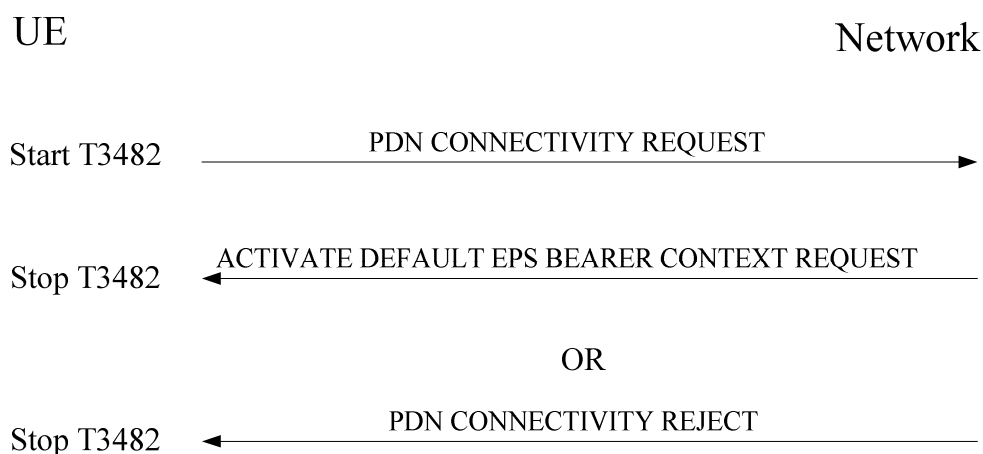 UE
Network
Start T3482
PDN CONNECTIVITY REQUEST
ACTIVATE DEFAULT EPS BEARER CONTEXT REQUEST
Stop T3482
OR
PDN CONNECTIVITY REJECT
Stop T3482